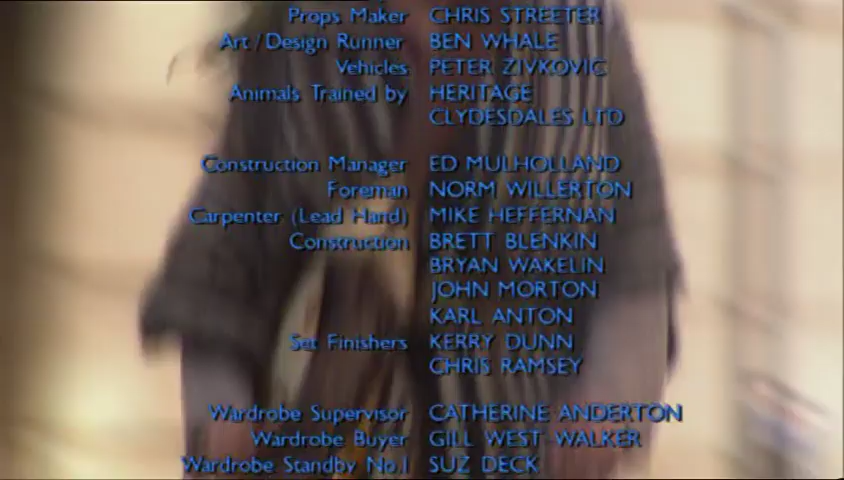 Props Maker CHRIS STREETER
Art / Design Runner BEN WHALE
Vehicles PETER ZIVKOVIC
Animals Trained by HERITAGE
CLYDESDALES LTD
Construction Manager ED MULHOLLAND
Foreman NORM WILLERTON
Carpenter (Lead Hand) MIKE HEFFERNAN
Construction BRETT BLENKIN
BRYAN WAKELIN
JOHN MORTON
KARL ANTON
Set Finishers KERRY DUNN
CHRIS RAMSEY
Wardrobe Supervisor CATHERINE ANDERTON
Wardrobe Buyer GILL WEST-WALKER
Wardrobe Standby No.1 SUZ DECK